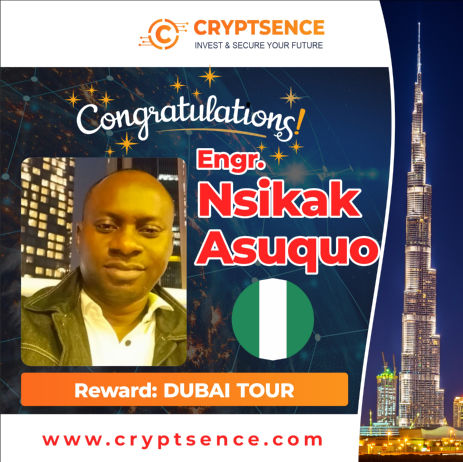 CRYPTSENCE
INVEST & SECURE YOUR FUTURE
Congratulations!
Engr.
Nsikak
Asuquo
Reward: DUBAI TOUR
www.cryptsence.com